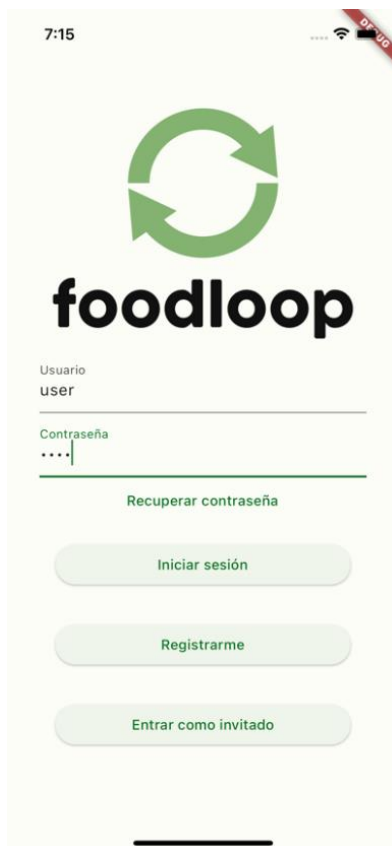 7:15
DEBUG
foodloop
Usuario
user
Contraseña
····
Recuperar contraseña
Iniciar sesión
Registrarme
Entrar como invitado